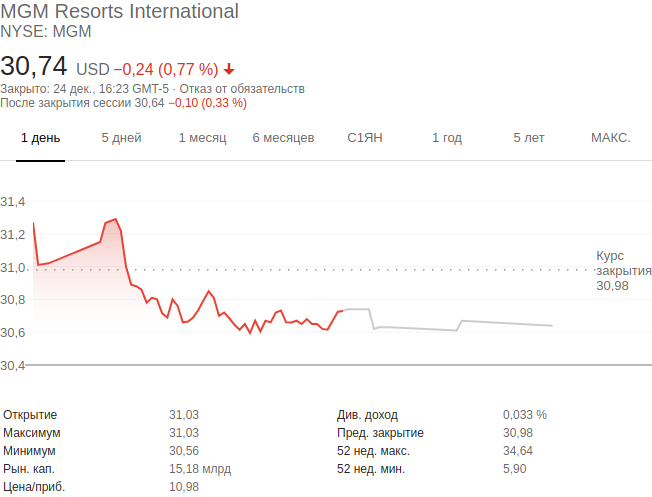 MGM Resorts International
NYSE: MGM
30,74 USD −0,24 (0,77 %)
Закрыто: 24 дек., 16:23 GMT-5 · Отказ от обязательств
После закрытия сессии 30,64 −0,10 (0,33 %)
1 день 5 дней 1 месяц 6 месяцев С1ЯН 1 год 5 лет МАКС.
31,4
31,2
31,0
30,8
30,6
30,4
Курс
закрытия
30,98
Открытие 31,03 Див. доход 0,033 %
Максимум 31,03 Пред. закрытие 30,98
Минимум 30,56 52 нед. макс. 34,64
Рын. кап. 15,18 млрд 52 нед. мин. 5,90
Цена/приб. 10,98